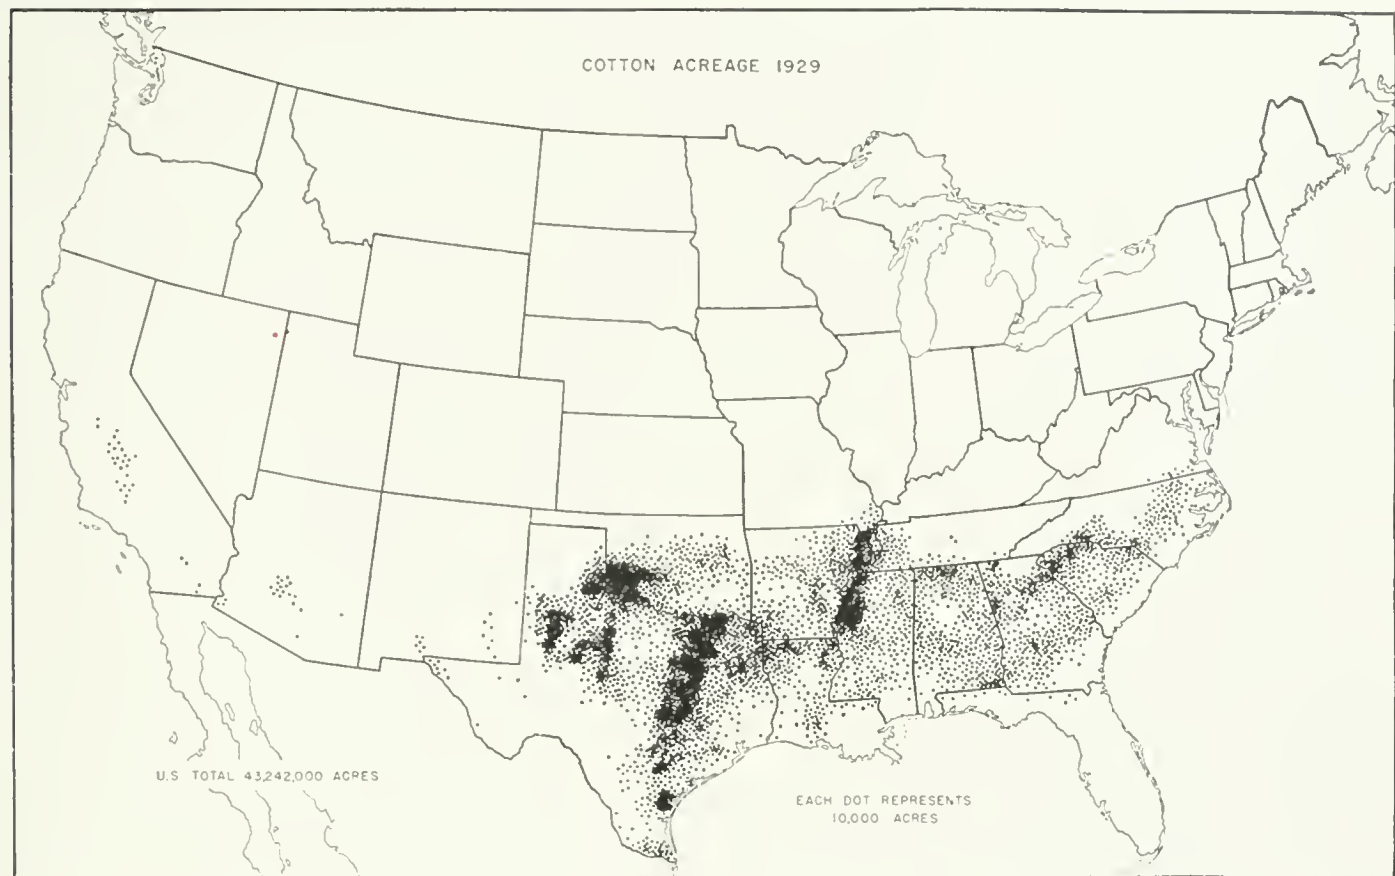 COTTON ACREAGE 1929
U.S TOTAL 43,242,000 ACRES
EACH DOT REPRESENTS
10,000 ACRES